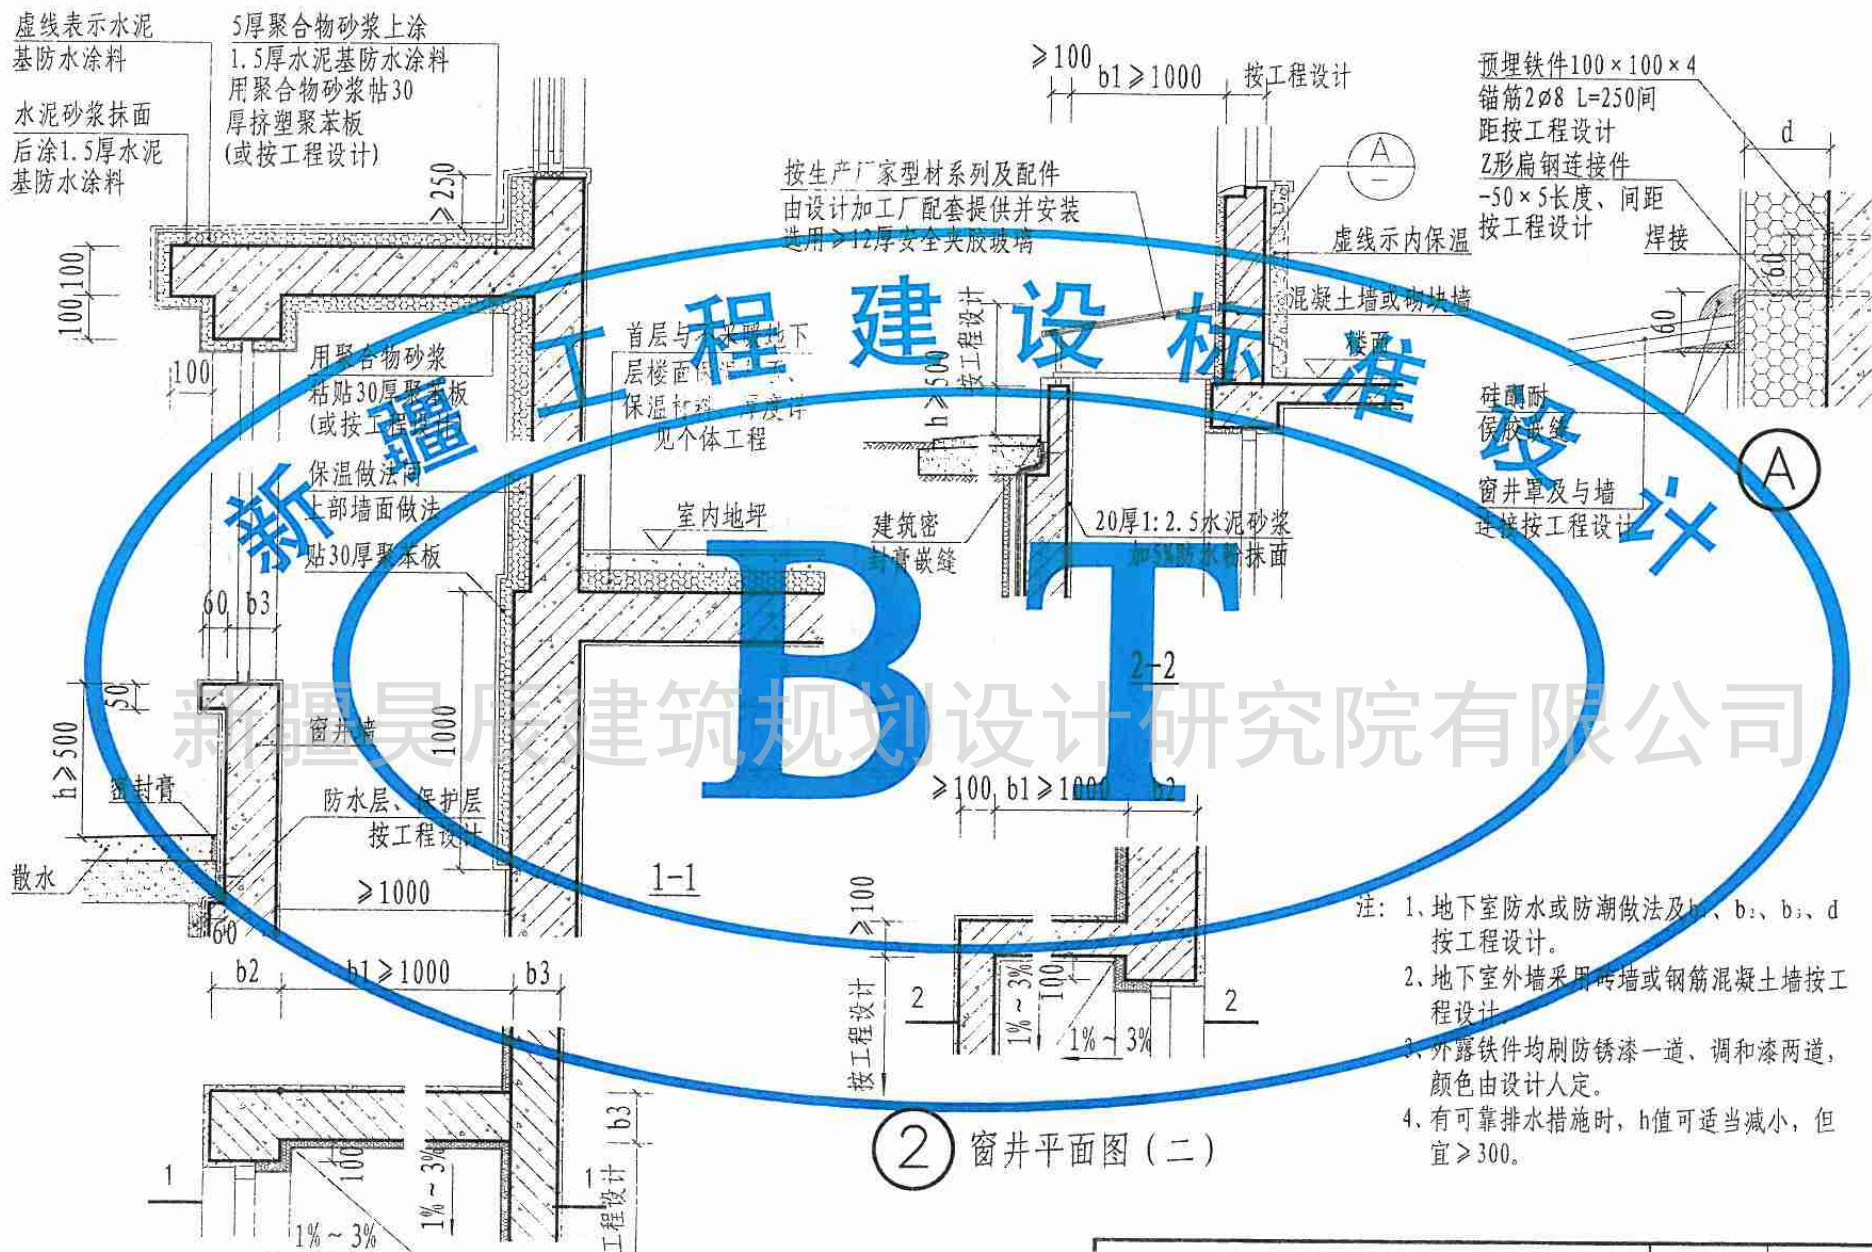 虚线表示水泥
基防水涂料
水泥砂浆抹面
后涂1.5厚水泥
基防水涂料
5厚聚合物砂浆上涂
1.5厚水泥基防水涂料
用聚合物砂浆帖30
厚挤塑聚苯板
(或按工程设计)
≥250
100
100
100
用聚合物砂浆
粘贴30厚聚苯板
(或按工程设计)
保温做法同
上部墙面做法
贴30厚聚苯板
首层与
地下
层楼面
保温材料、厚度详
见个体工程
室内地坪
60
b3
50
h≥500
窗井墙
1000
密封膏
防水层、保护层
按工程设计
散水
≥1000
60
1-1
b2
b1≥1000
b3
b3
100
1%~3%
1%~3%
1
1
工程设计
≥100
b1≥1000
按工程设计
A
按生产厂家型材系列及配件
由设计加工厂配套提供并安装
选用≥12厚安全夹胶玻璃
虚线示内保温
混凝土墙或砌块墙
楼面
按工程设计
h≥500
建筑密
封膏嵌缝
20厚1:2.5水泥砂浆
加5%防水粉抹面
2-2
≥100
b1≥1000
b2
≥100
按工程设计
100
1%~3%
1%~3%
2
2
2
窗井平面图(二)
预埋铁件100×100×4
锚筋2ø8 L=250间
距按工程设计
Z形扁钢连接件
-50×5长度、间距
按工程设计
焊接
d
60
60
硅酮耐
侯胶嵌缝
窗井罩及与墙
连接按工程设计
A
注: 1、地下室防水或防潮做法及b₁、b₂、b₃、d
按工程设计。
2、地下室外墙采用砖墙或钢筋混凝土墙按工
程设计。
3、外露铁件均刷防锈漆一道、调和漆两道,
颜色由设计人定。
4、有可靠排水措施时, h值可适当减小, 但
宜≥300。
新疆工程建设标准设计
BT
新疆昊辰建筑规划设计研究院有限公司